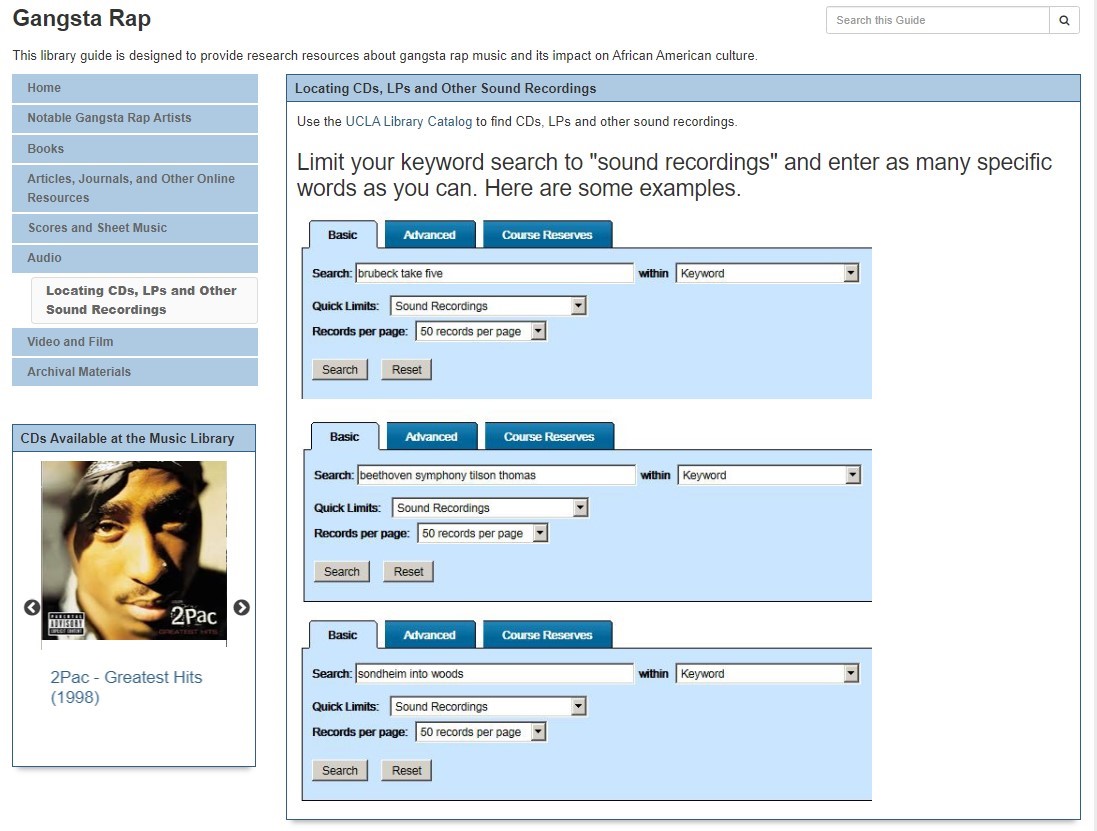 Gangsta Rap
Search this Guide
This library guide is designed to provide research resources about gangsta rap music and its impact on African American culture.
Home
Notable Gangsta Rap Artists
Books
Articles, Journals, and Other Online
Resources
Scores and Sheet Music
Audio
Locating CDs, LPs and Other
Sound Recordings
Video and Film
Archival Materials
CDs Available at the Music Library
PARENTAL
ADVISORY
EXPLICIT CONTENT
2Pac
GREATEST HITS
2Pac - Greatest Hits
(1998)
Locating CDs, LPs and Other Sound Recordings
Use the UCLA Library Catalog to find CDs, LPs and other sound recordings.
Limit your keyword search to "sound recordings" and enter as many specific
words as you can. Here are some examples.
Basic Advanced Course Reserves
Search: brubeck take five within Keyword
Quick Limits: Sound Recordings
Records per page: 50 records per page
Search Reset
Basic Advanced Course Reserves
Search: beethoven symphony tilson thomas within Keyword
Quick Limits: Sound Recordings
Records per page: 50 records per page
Search Reset
Basic Advanced Course Reserves
Search: sondheim into woods within Keyword
Quick Limits: Sound Recordings
Records per page: 50 records per page
Search Reset